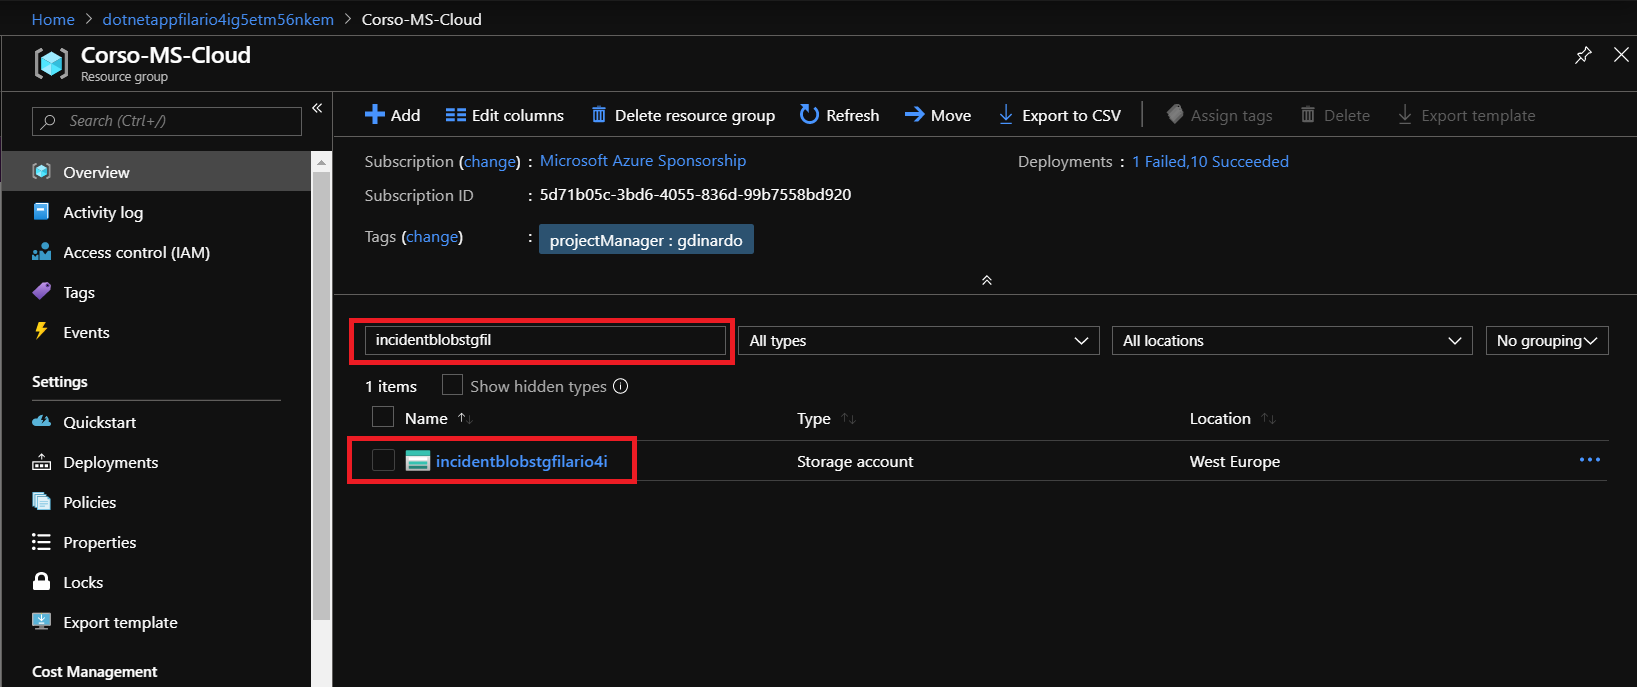 Home > dotnetappfilario4ig5etm56nkem > Corso-MS-Cloud
Corso-MS-Cloud
Resource group
Search (Ctrl+/)
«
Overview
Activity log
Access control (IAM)
Tags
Events
Settings
Quickstart
Deployments
Policies
Properties
Locks
Export template
Cost Management
Add Edit columns Delete resource group Refresh Move Export to CSV Assign tags Delete Export template
Subscription (change) : Microsoft Azure Sponsorship Deployments : 1 Failed,10 Succeeded
Subscription ID : 5d71b05c-3bd6-4055-836d-99b7558bd920
Tags (change) : projectManager : gdinardo
incidentblobstgfil All types All locations No grouping
1 items Show hidden types
Name Type Location
incidentblobstgfilario4i Storage account West Europe